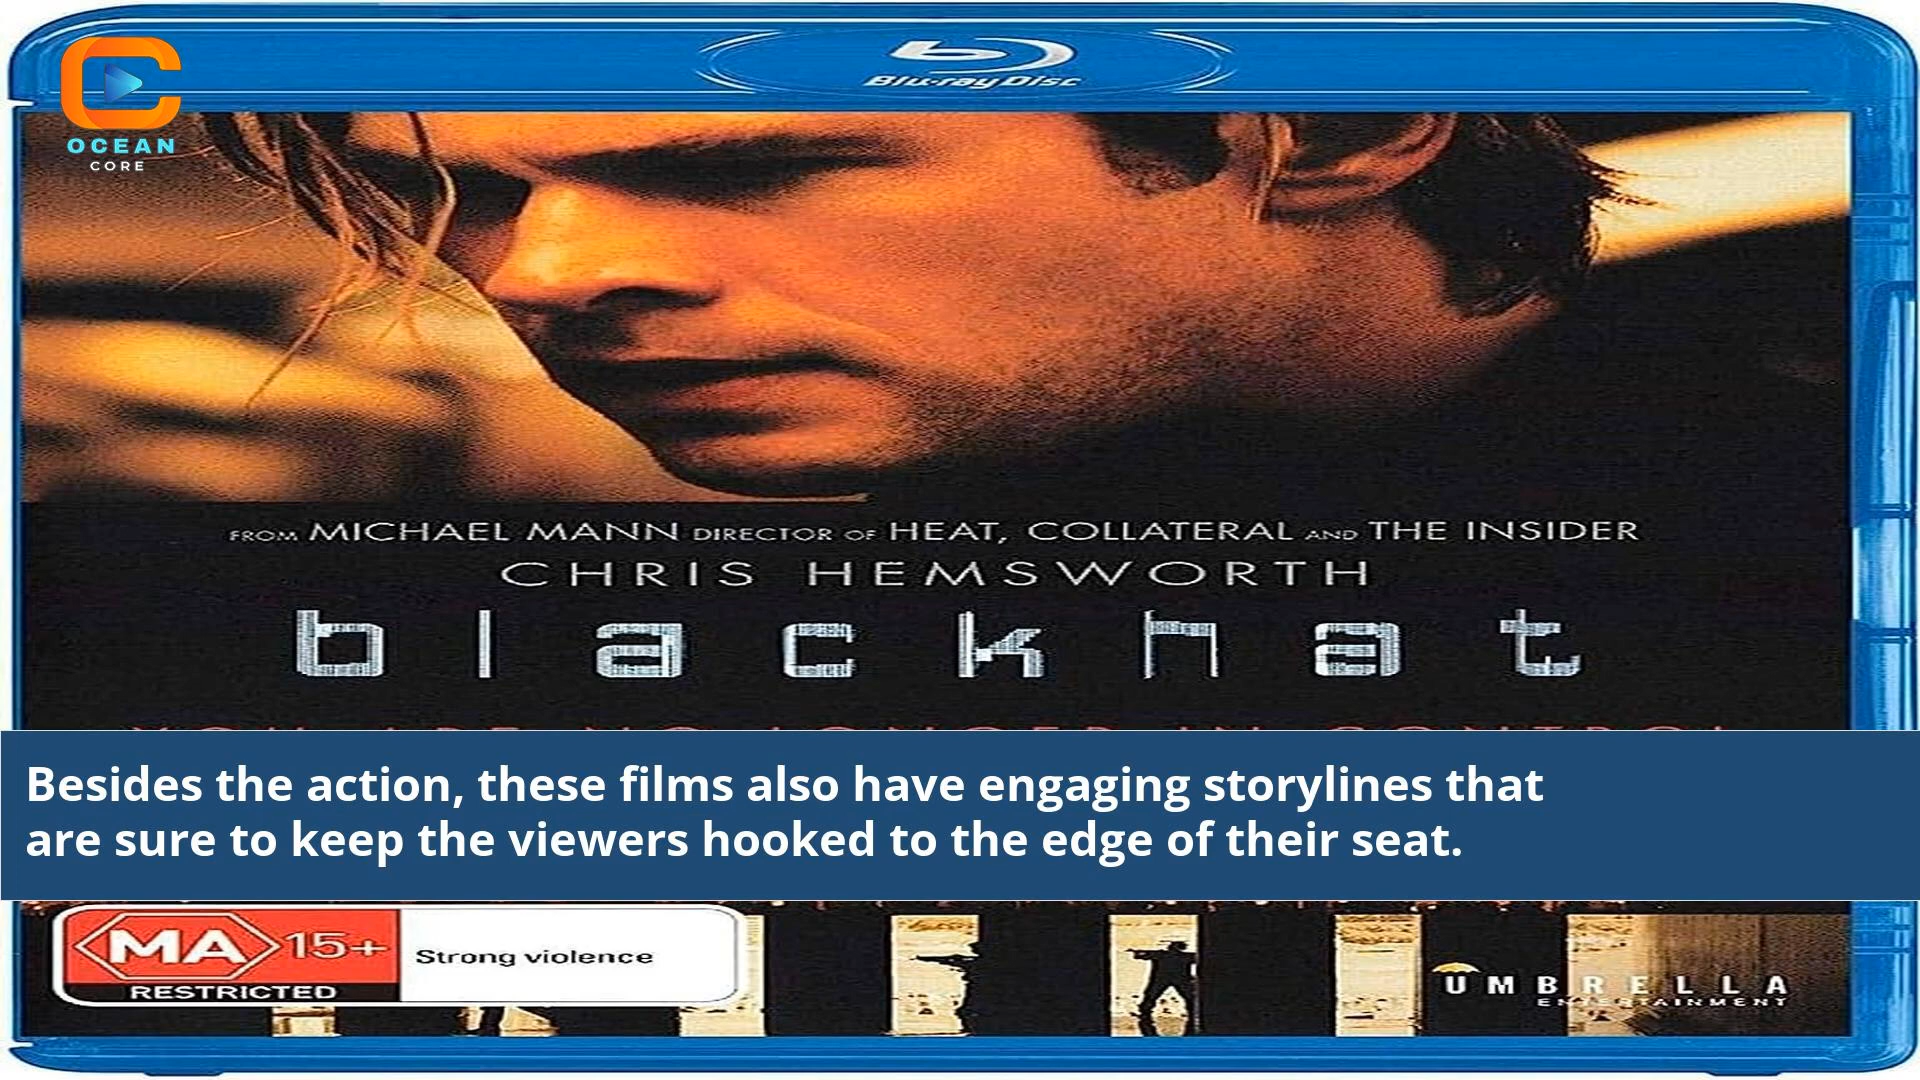 Blu-ray Disc
OCEAN
CORE
FROM MICHAEL MANN DIRECTOR OF HEAT, COLLATERAL AND THE INSIDER
CHRIS HEMSWORTH
blackhat
Besides the action, these films also have engaging storylines that
are sure to keep the viewers hooked to the edge of their seat.
MA 15+
Strong violence
RESTRICTED
UMBRELLA
ENTERTAINMENT